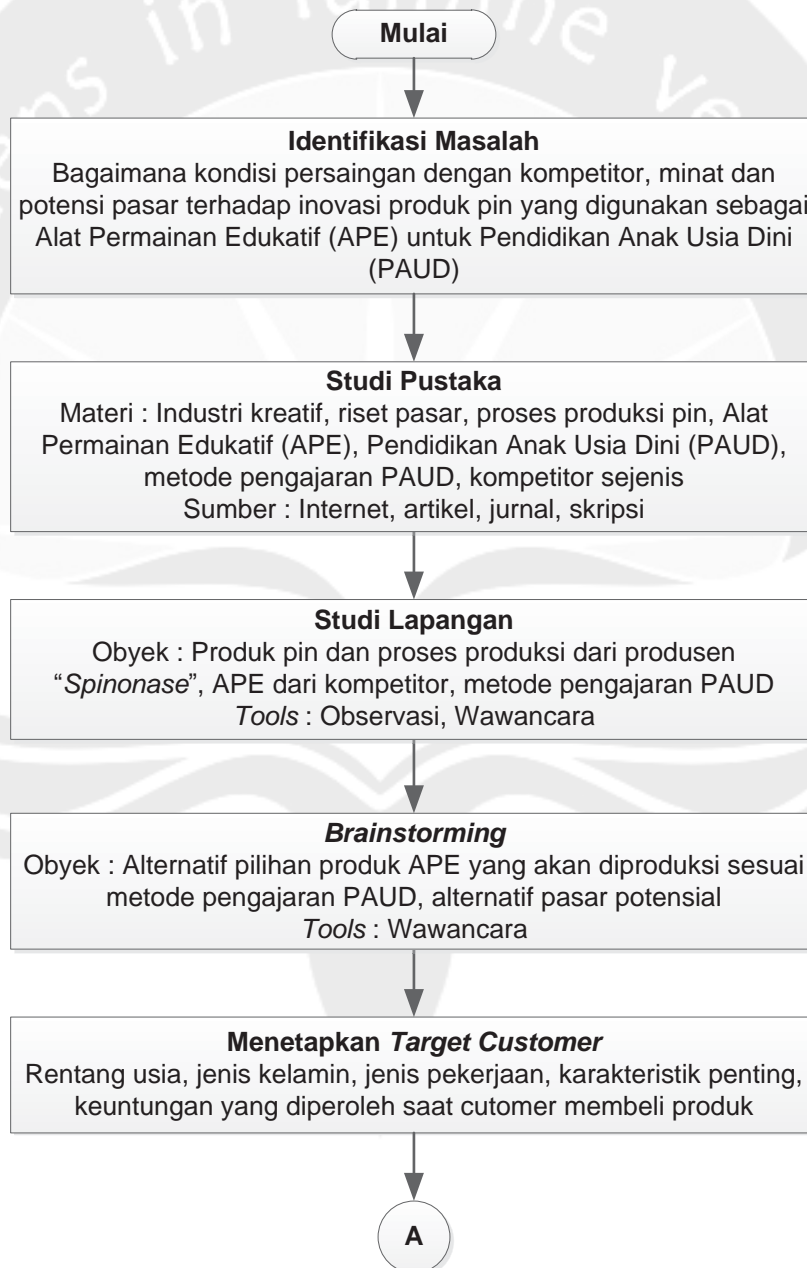 ens in lumine ve
Mulai
Identifikasi Masalah
Bagaimana kondisi persaingan dengan kompetitor, minat dan
potensi pasar terhadap inovasi produk pin yang digunakan sebagai
Alat Permainan Edukatif (APE) untuk Pendidikan Anak Usia Dini
(PAUD)
Studi Pustaka
Materi : Industri kreatif, riset pasar, proses produksi pin, Alat
Permainan Edukatif (APE), Pendidikan Anak Usia Dini (PAUD),
metode pengajaran PAUD, kompetitor sejenis
Sumber : Internet, artikel, jurnal, skripsi
Studi Lapangan
Obyek : Produk pin dan proses produksi dari produsen
“Spinonase”, APE dari kompetitor, metode pengajaran PAUD
Tools : Observasi, Wawancara
Brainstorming
Obyek : Alternatif pilihan produk APE yang akan diproduksi sesuai
metode pengajaran PAUD, alternatif pasar potensial
Tools : Wawancara
Menetapkan Target Customer
Rentang usia, jenis kelamin, jenis pekerjaan, karakteristik penting,
keuntungan yang diperoleh saat cutomer membeli produk
A